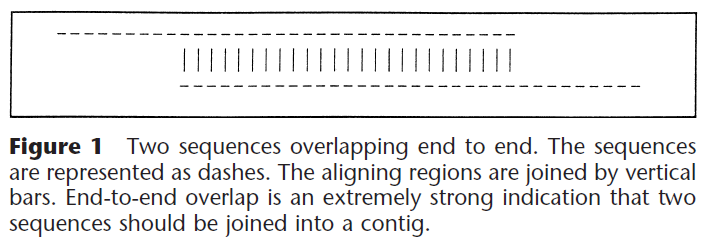 Figure 1 Two sequences overlapping end to end. The sequences
are represented as dashes. The aligning regions are joined by vertical
bars. End-to-end overlap is an extremely strong indication that two
sequences should be joined into a contig.